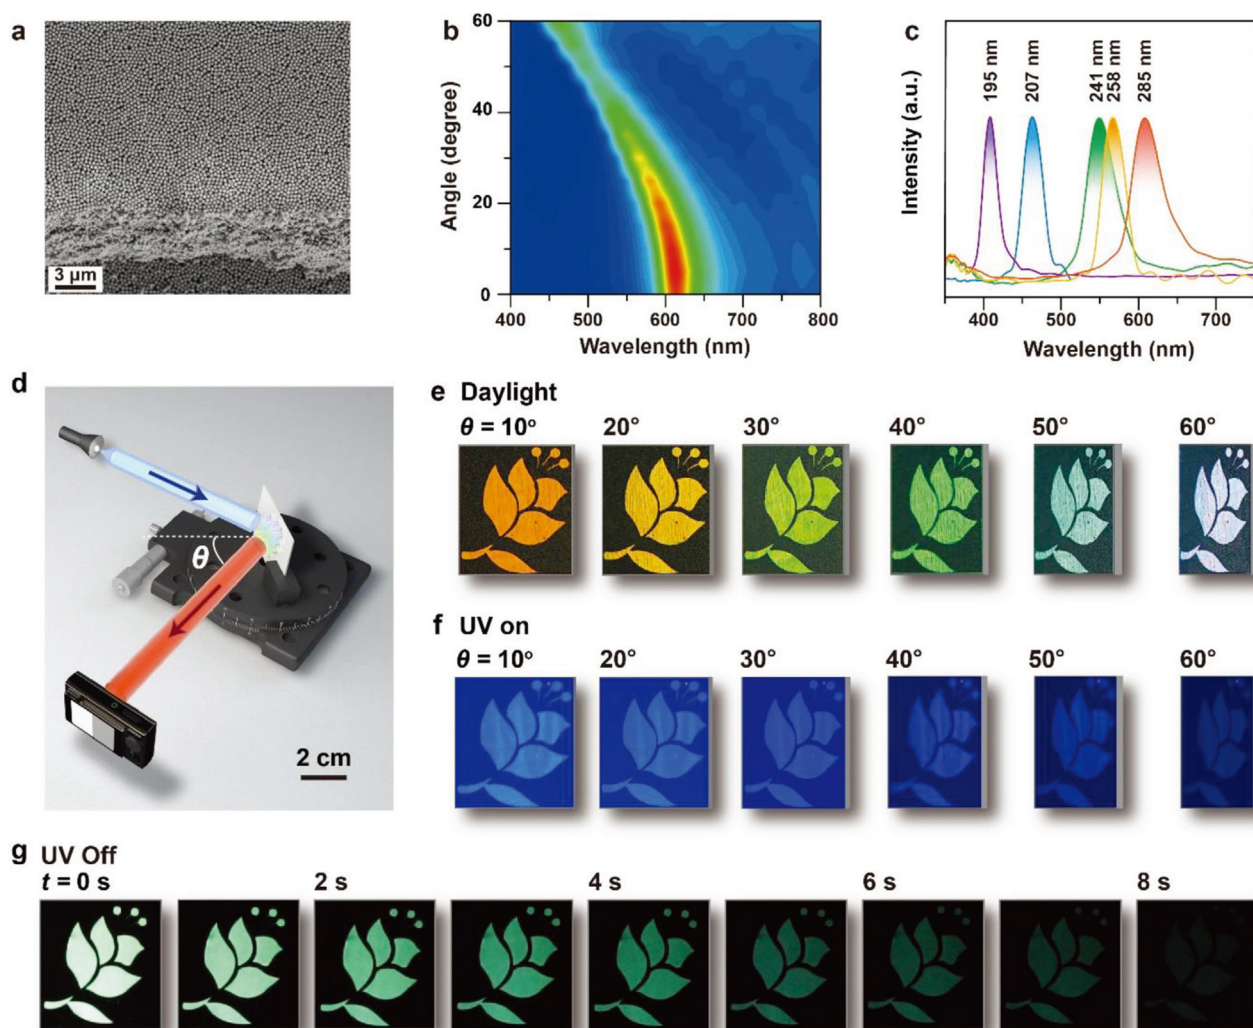 a
3 μm
b
60
40
20
0
Angle (degree)
400 500 600 700 800
Wavelength (nm)
c
195 nm
207 nm
241 nm
258 nm
285 nm
Intensity (a.u.)
400 500 600 700
Wavelength (nm)
d
θ
2 cm
e Daylight
θ = 10° 20° 30° 40° 50° 60°
f UV on
θ = 10° 20° 30° 40° 50° 60°
g UV Off
t = 0 s 2 s 4 s 6 s 8 s